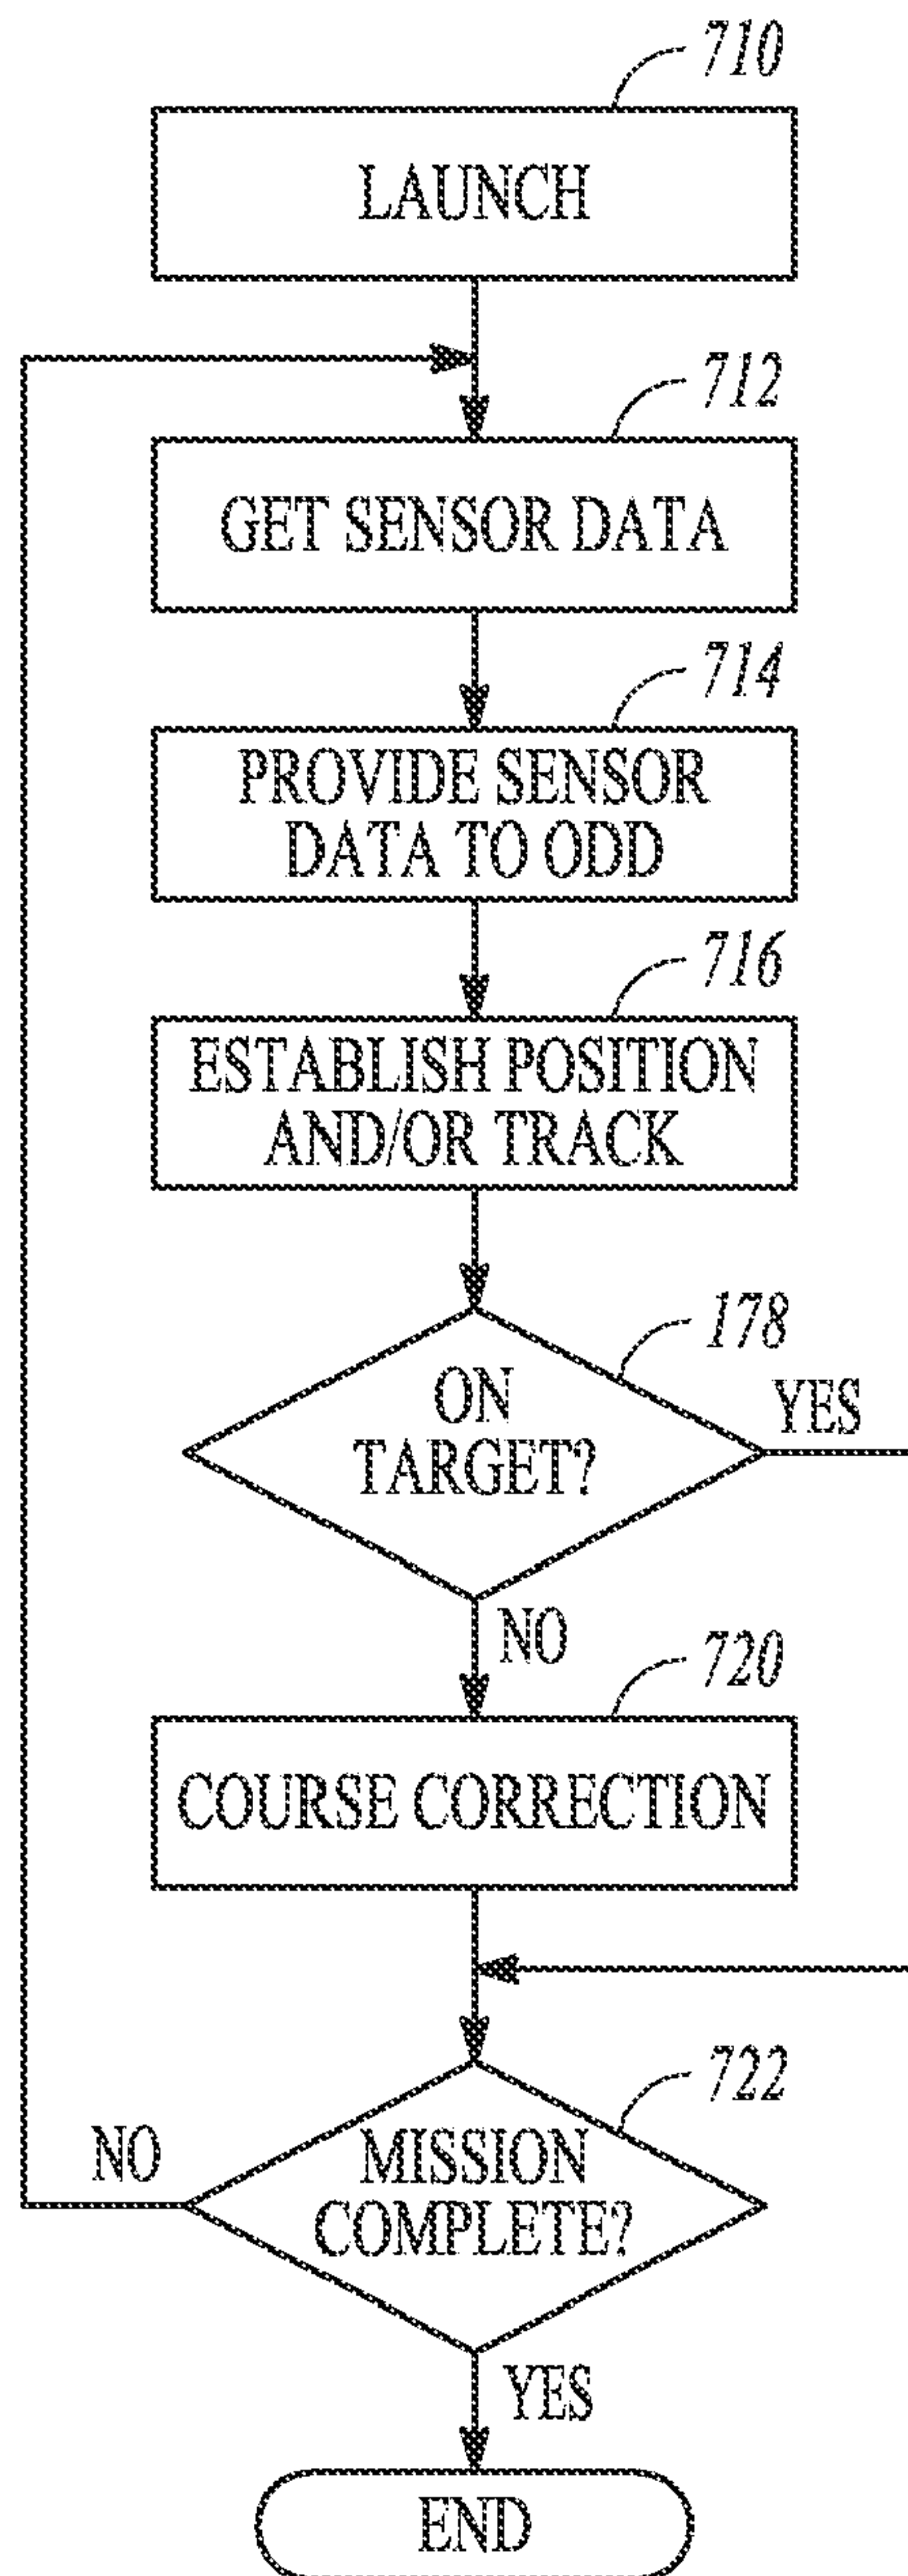 710
LAUNCH
712
GET SENSOR DATA
714
PROVIDE SENSOR
DATA TO ODD
716
ESTABLISH POSITION
AND/OR TRACK
178
ON
TARGET?
YES
NO
720
COURSE CORRECTION
722
MISSION
COMPLETE?
NO
YES
END